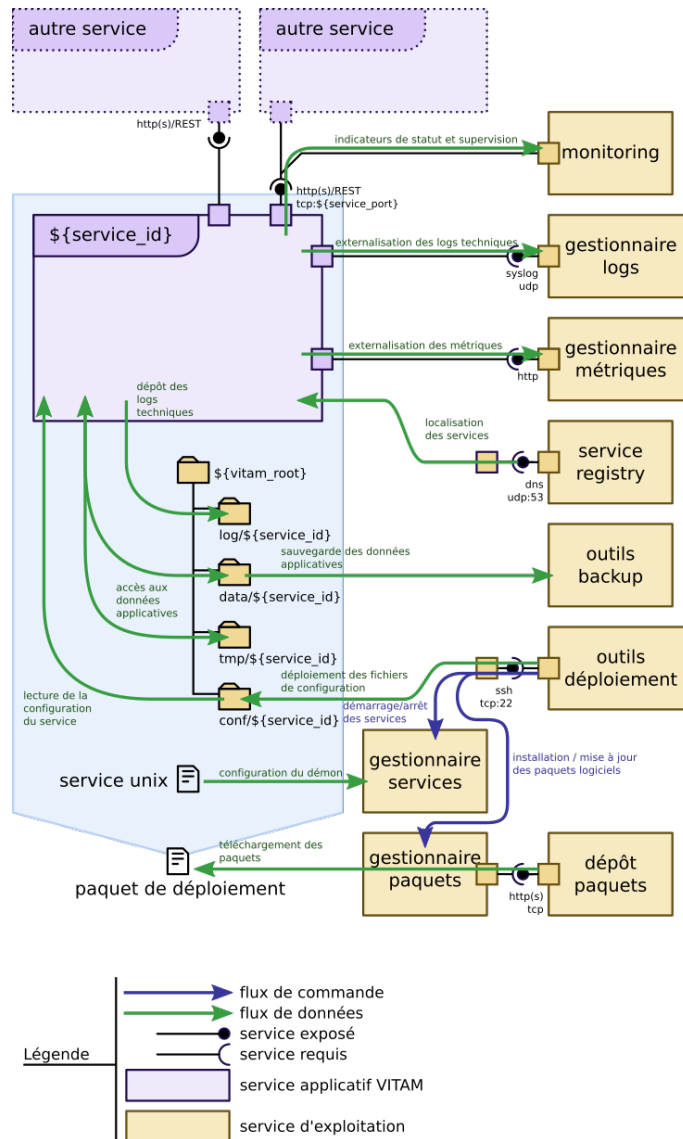 autre service
autre service
http(s)/REST
indicateurs de statut et supervision
monitoring
http(s)/REST
tcp:${service_port}
${service_id}
externalisation des logs techniques
gestionnaire
logs
syslog
udp
externalisation des métriques
gestionnaire
métriques
http
dépôt des
logs
techniques
localisation
des services
service
registry
dns
udp:53
${vitam_root}
log/${service_id}
sauvegarde des données
applicatives
outils
backup
data/${service_id}
accès aux
données
applicatives
tmp/${service_id}
outils
déploiement
déploiement des fichiers
de configuration
ssh
tcp:22
lecture de la
configuration
du service
conf/${service_id}
démarrage/arrêt
des services
gestionnaire
services
installation / mise à jour
des paquets logiciels
service unix
configuration du démon
téléchargement des
paquets
gestionnaire
paquets
dépôt
paquets
http(s)
tcp
paquet de déploiement
Légende
flux de commande
flux de données
service exposé
service requis
service applicatif VITAM
service d'exploitation